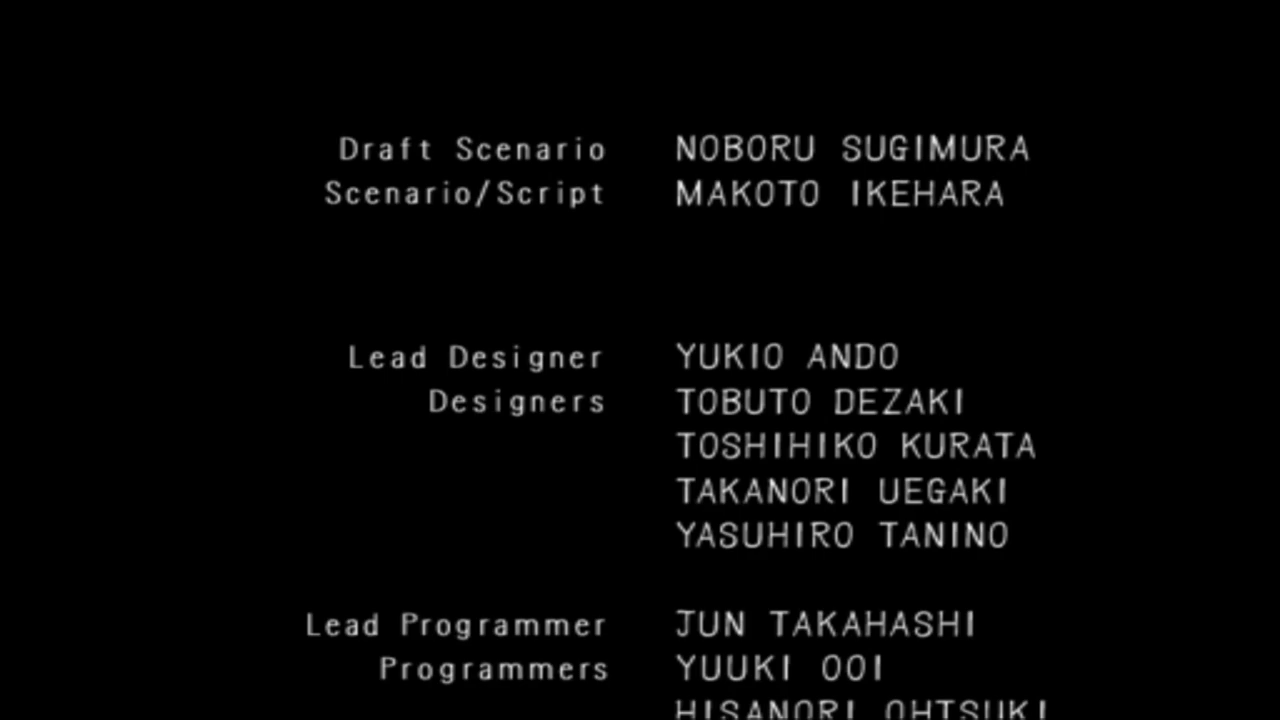 Draft Scenario NOBORU SUGIMURA
Scenario/Script MAKOTO IKEHARA
Lead Designer YUKIO ANDO
Designers TOBUTO DEZAKI
TOSHIHIKO KURATA
TAKANORI UEGAKI
YASUHIRO TANINO
Lead Programmer JUN TAKAHASHI
Programmers YUUKI OOI
HISANORI OHTSUKI